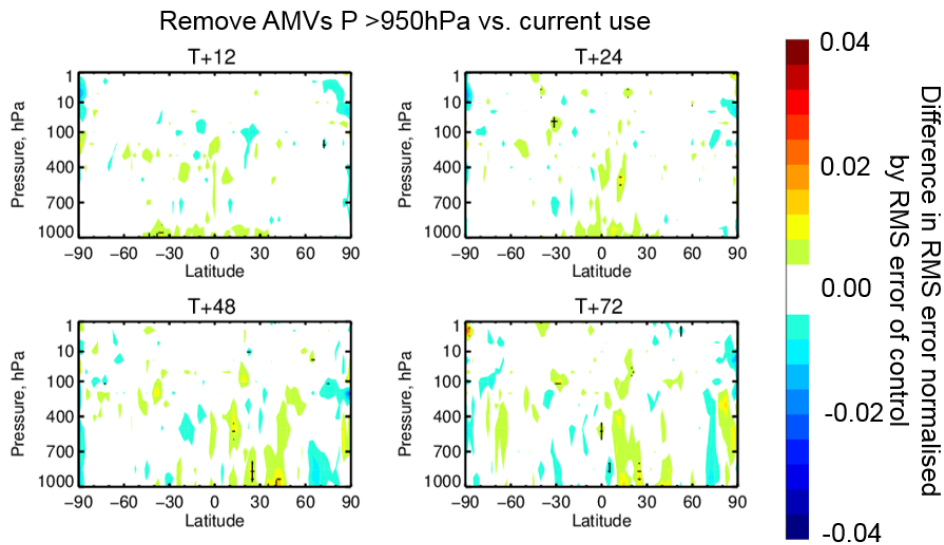 Remove AMVs P >950hPa vs. current use
T+12
Pressure, hPa
1
10
100
400
700
1000
−90 −60 −30 0 30 60 90
Latitude
T+24
Pressure, hPa
1
10
100
400
700
1000
−90 −60 −30 0 30 60 90
Latitude
T+48
Pressure, hPa
1
10
100
400
700
1000
−90 −60 −30 0 30 60 90
Latitude
T+72
Pressure, hPa
1
10
100
400
700
1000
−90 −60 −30 0 30 60 90
Latitude
0.04
0.02
0.00
-0.02
-0.04
Difference in RMS error normalised
by RMS error of control